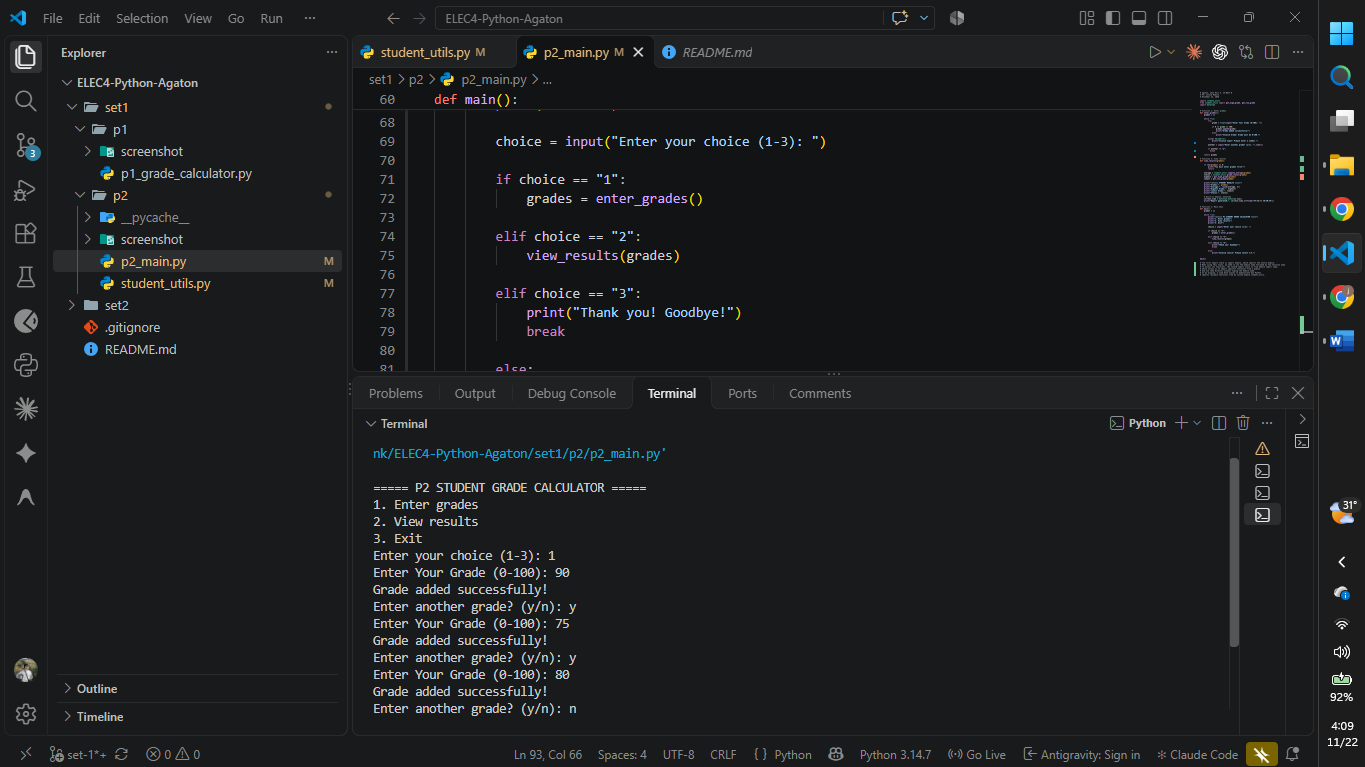 File Edit Selection View Go Run ···
ELEC4-Python-Agaton
Explorer
ELEC4-Python-Agaton
set1
p1
screenshot
p1_grade_calculator.py
p2
__pycache__
screenshot
p2_main.py M
student_utils.py M
set2
.gitignore
README.md
Outline
Timeline
3
student_utils.py M
p2_main.py M
README.md
set1 > p2 > p2_main.py > ...
60 def main():
68
69 choice = input("Enter your choice (1-3): ")
70
71 if choice == "1":
72 grades = enter_grades()
73
74 elif choice == "2":
75 view_results(grades)
76
77 elif choice == "3":
78 print("Thank you! Goodbye!")
79 break
80
81 else:
Problems Output Debug Console Terminal Ports Comments
Terminal
Python
nk/ELEC4-Python-Agaton/set1/p2/p2_main.py'
===== P2 STUDENT GRADE CALCULATOR =====
1. Enter grades
2. View results
3. Exit
Enter your choice (1-3): 1
Enter Your Grade (0-100): 90
Grade added successfully!
Enter another grade? (y/n): y
Enter Your Grade (0-100): 75
Grade added successfully!
Enter another grade? (y/n): y
Enter Your Grade (0-100): 80
Grade added successfully!
Enter another grade? (y/n): n
set-1*+ 0 0 Ln 93, Col 66 Spaces: 4 UTF-8 CRLF { } Python Python 3.14.7 Go Live Antigravity: Sign in Claude Code
31°
92%
4:09
11/22